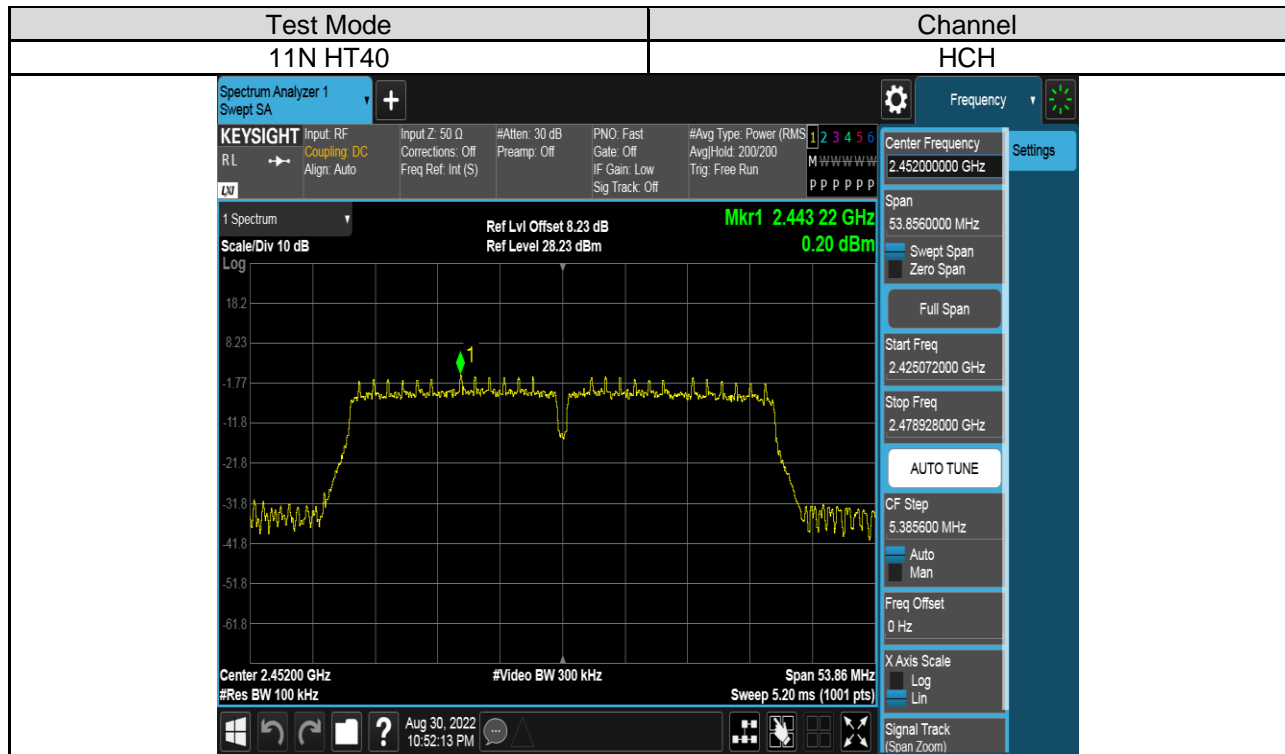 Test Mode Channel
11N HT40 HCH
Spectrum Analyzer 1
Swept SA
+
Frequency
KEYSIGHT
R L
LXI
Input: RF
Coupling: DC
Align: Auto
Input Z: 50 Ω
Corrections: Off
Freq Ref: Int (S)
#Atten: 30 dB
Preamp: Off
PNO: Fast
Gate: Off
IF Gain: Low
Sig Track: Off
#Avg Type: Power (RMS
Avg|Hold: 200/200
Trig: Free Run
1 2 3 4 5 6
M W W W W W
P P P P P P
1 Spectrum
Scale/Div 10 dB
Ref Lvl Offset 8.23 dB
Ref Level 28.23 dBm
Mkr1 2.443 22 GHz
0.20 dBm
Log
18.2
8.23
-1.77
-11.8
-21.8
-31.8
-41.8
-51.8
-61.8
1
Center 2.45200 GHz
#Res BW 100 kHz
#Video BW 300 kHz
Span 53.86 MHz
Sweep 5.20 ms (1001 pts)
?
Aug 30, 2022
10:52:13 PM
Center Frequency
2.452000000 GHz
Settings
Span
53.8560000 MHz
Swept Span
Zero Span
Full Span
Start Freq
2.425072000 GHz
Stop Freq
2.478928000 GHz
AUTO TUNE
CF Step
5.385600 MHz
Auto
Man
Freq Offset
0 Hz
X Axis Scale
Log
Lin
Signal Track
(Span Zoom)